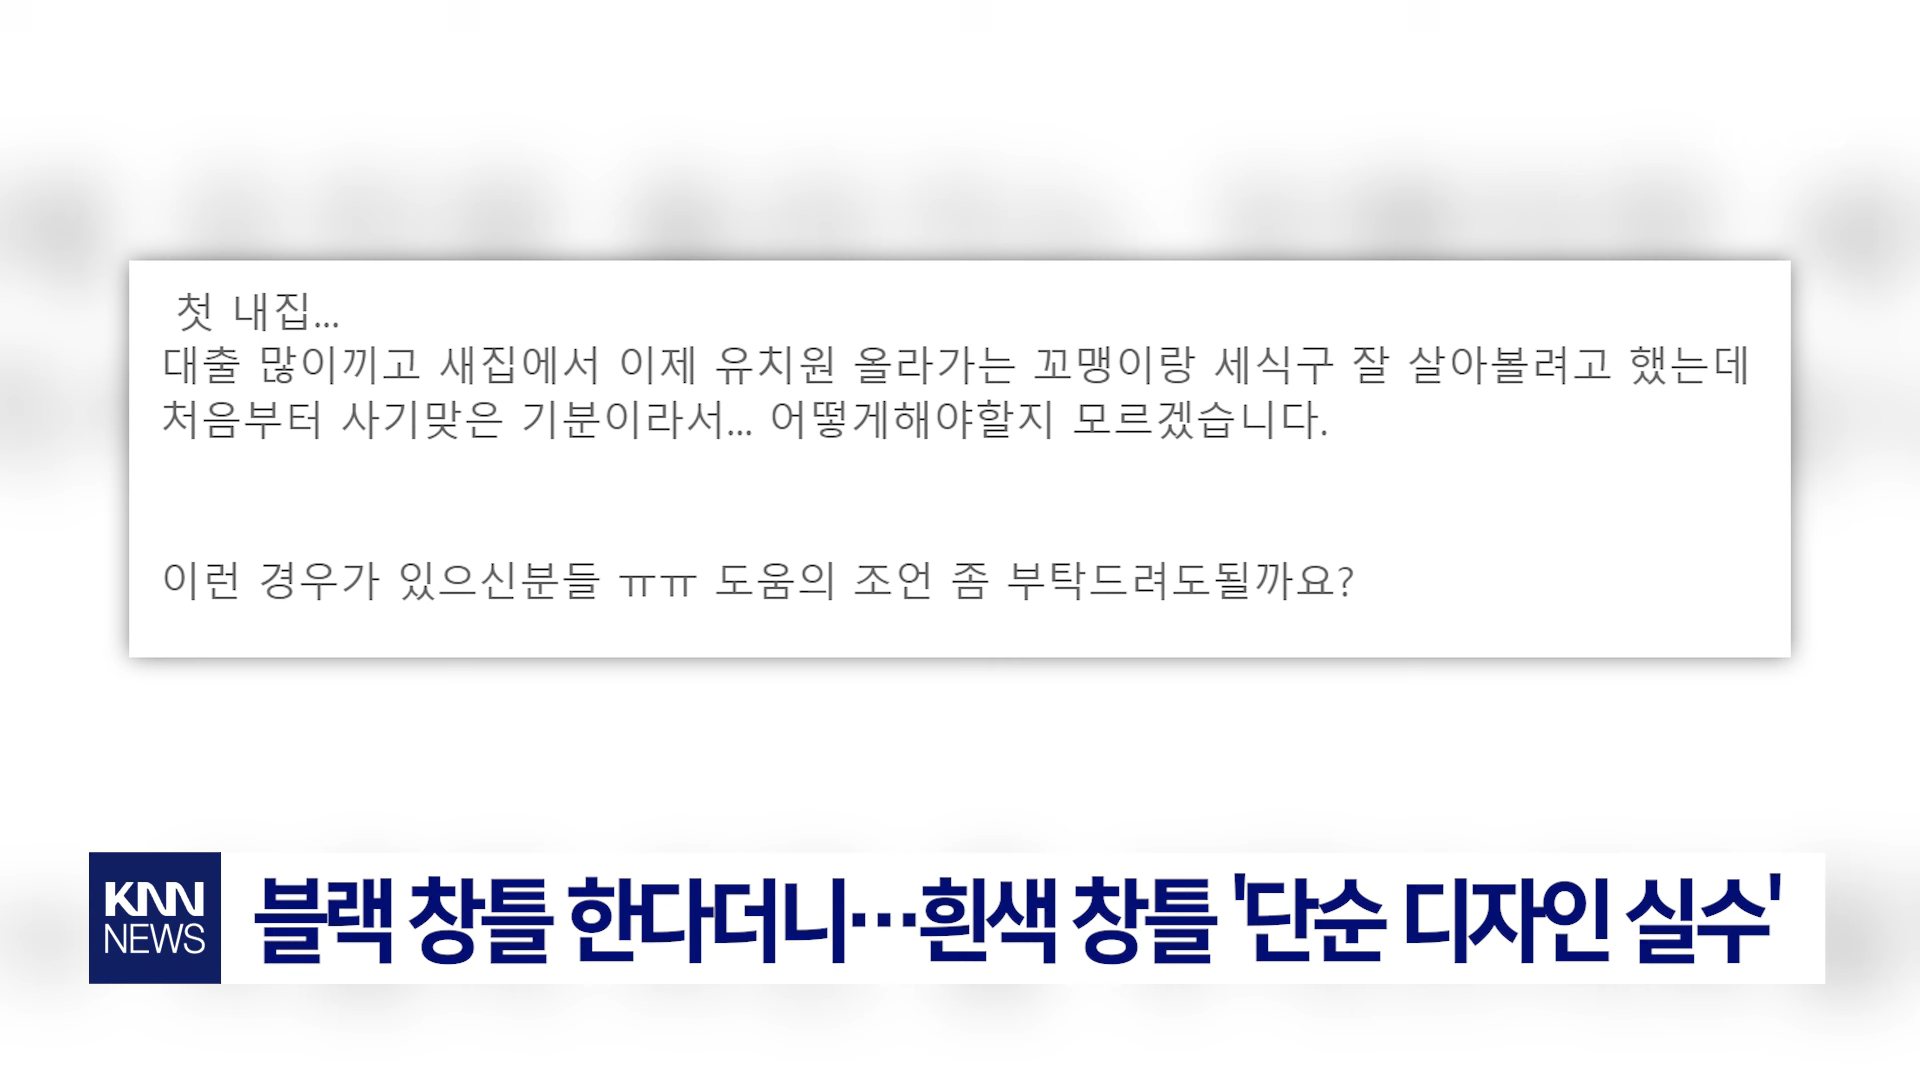 첫 내집...
대출 많이끼고 새집에서 이제 유치원 올라가는 꼬맹이랑 세식구 잘 살아볼려고 했는데
처음부터 사기맞은 기분이라서... 어떻게해야할지 모르겠습니다.
이런 경우가 있으신분들 ㅠㅠ 도움의 조언 좀 부탁드려도될까요?
KNN
NEWS
블랙 창틀 한다더니…흰색 창틀 '단순 디자인 실수'